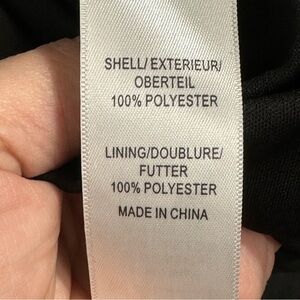 SHELL/EXTERIEUR/
OBERTEIL
100% POLYESTER
LINING/DOUBLURE/
FUTTER
100% POLYESTER
MADE IN CHINA